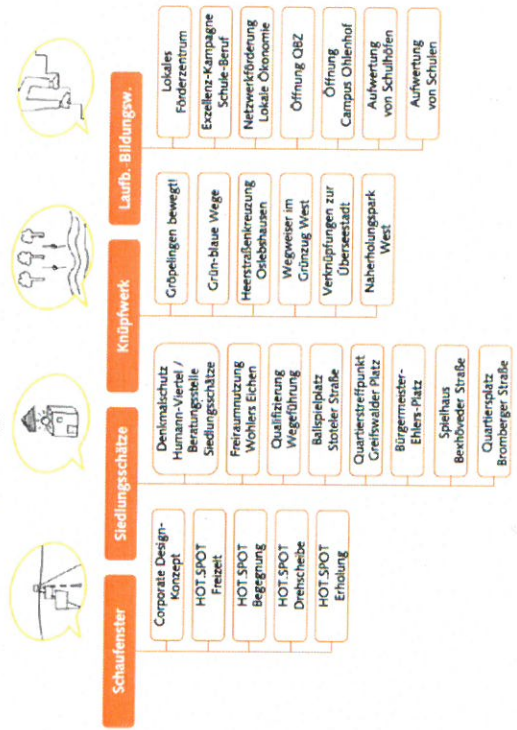 Schaufenster
Corporate Design-
Konzept
HOT.SPOT
Freizeit
HOT.SPOT
Begegnung
HOT.SPOT
Drehscheibe
HOT.SPOT
Erholung
Siedlungsschätze
Denkmalschutz
Humann-Viertel /
Beratungsstelle
Siedlungsschätze
Freiraumnutzung
Wohlers Eichen
Qualifizierung
Wegeführung
Ballspielplatz
Stoteler Straße
Quartierstreffpunkt
Greifswalder Platz
Bürgermeister-
Ehlers-Platz
Spielhaus
Bexhöveder Straße
Quartiersplatz
Bromberger Straße
Knüpfwerk
Gröpelingen bewegt!
Grün-blaue Wege
Heerstraßenkreuzung
Oslebshausen
Wegweiser im
Grünzug West
Verknüpfungen zur
Überseestadt
Naherholungspark
West
Laufb. Bildungsw.
Lokales
Förderzentrum
Exzellenz-Kampagne
Schule-Beruf
Netzwerkförderung
Lokale Ökonomie
Öffnung QBZ
Öffnung
Campus Ohlenhof
Aufwertung
von Schulhöfen
Aufwertung
von Schulen